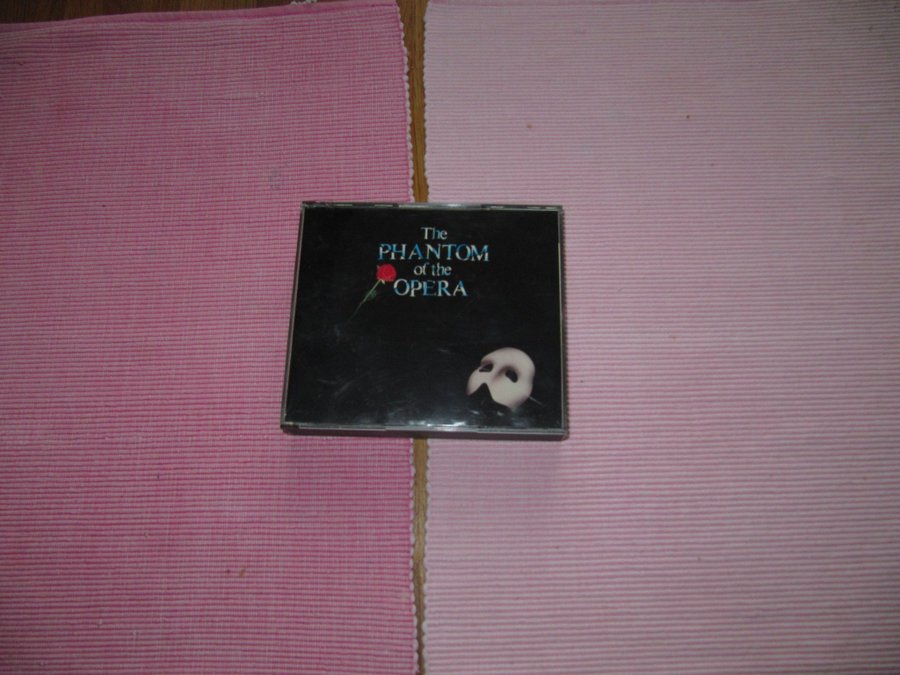 The
PHANTOM
of the
OPERA